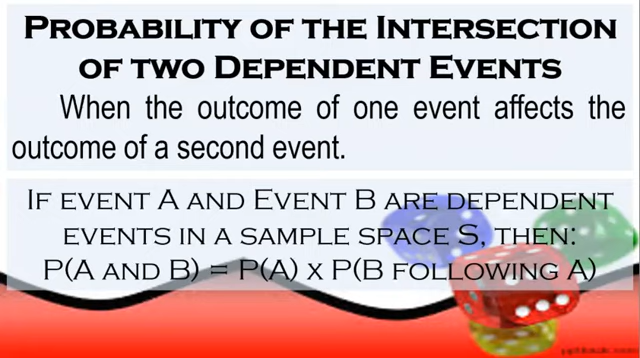 PROBABILITY OF THE INTERSECTION
OF TWO DEPENDENT EVENTS
When the outcome of one event affects the
outcome of a second event.
IF EVENT A AND EVENT B ARE DEPENDENT
EVENTS IN A SAMPLE SPACE S, THEN:
P(A AND B) = P(A) x P(B FOLLOWING A)